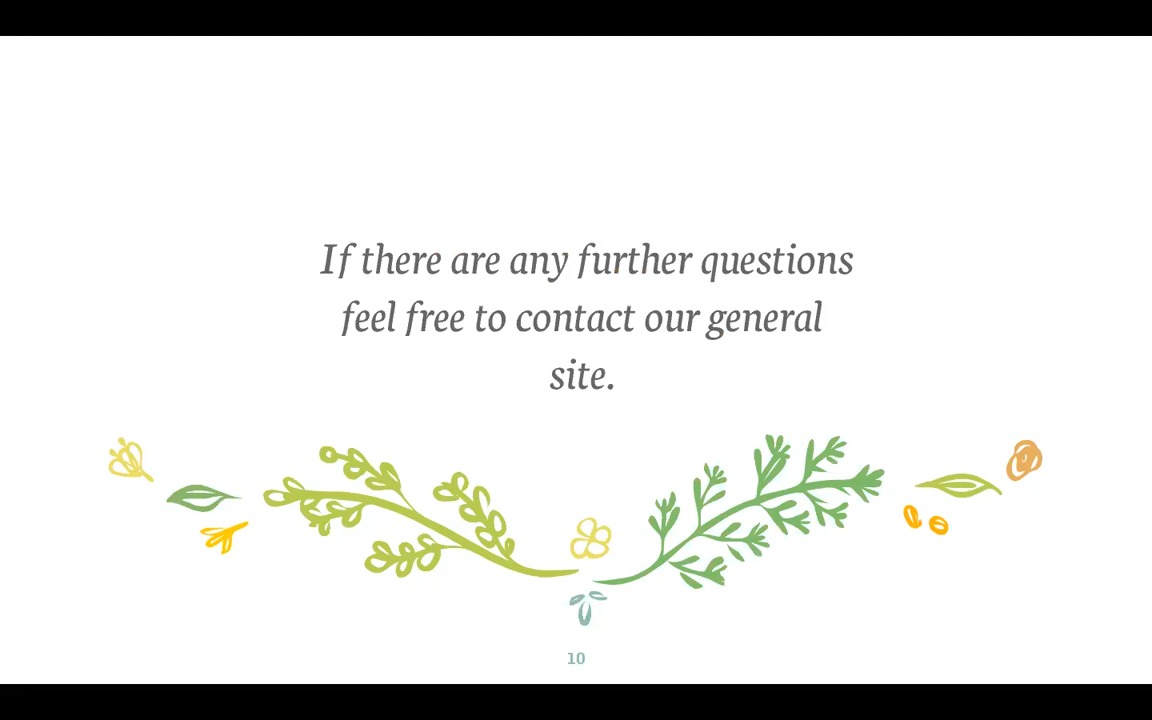 If there are any further questions
feel free to contact our general
site.
10